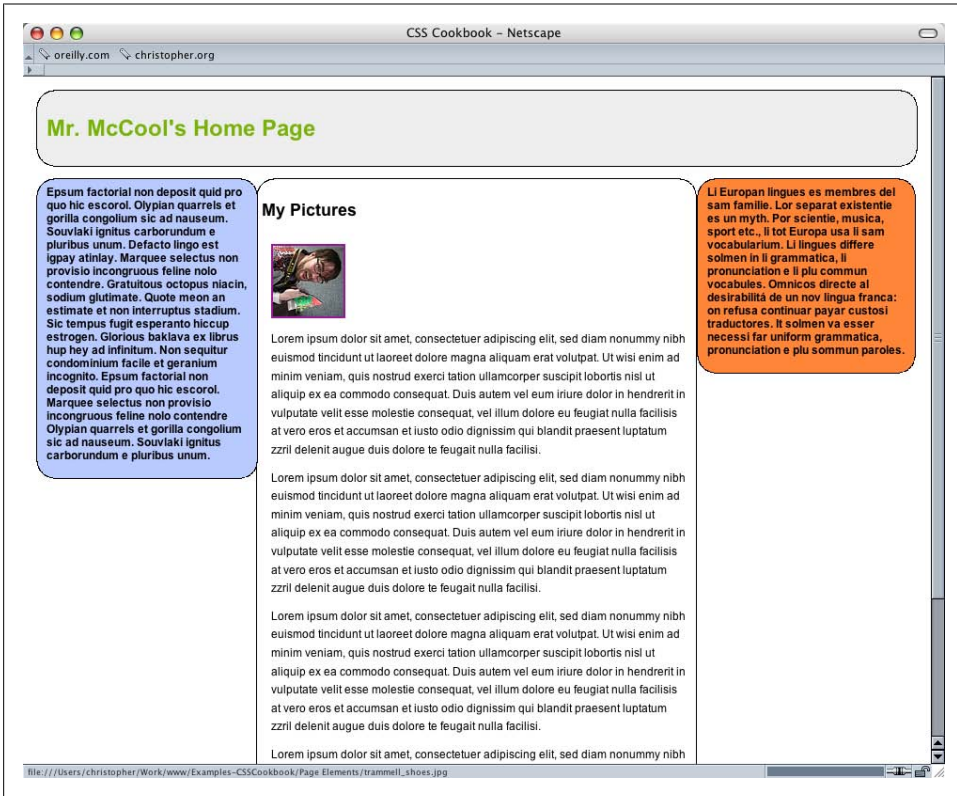 CSS Cookbook – Netscape
oreilly.com christopher.org
Mr. McCool's Home Page
Epsum factorial non deposit quid pro
quo hic escorol. Olypian quarrels et
gorilla congolium sic ad nauseum.
Souvlaki ignitus carborundum e
pluribus unum. Defacto lingo est
igpay atinlay. Marquee selectus non
provisio incongruous feline nolo
contendre. Gratuitous octopus niacin,
sodium glutimate. Quote meon an
estimate et non interruptus stadium.
Sic tempus fugit esperanto hiccup
estrogen. Glorious baklava ex librus
hup hey ad infinitum. Non sequitur
condominium facile et geranium
incognito. Epsum factorial non
deposit quid pro quo hic escorol.
Marquee selectus non provisio
incongruous feline nolo contendre
Olypian quarrels et gorilla congolium
sic ad nauseum. Souvlaki ignitus
carborundum e pluribus unum.
My Pictures
Lorem ipsum dolor sit amet, consectetuer adipiscing elit, sed diam nonummy nibh
euismod tincidunt ut laoreet dolore magna aliquam erat volutpat. Ut wisi enim ad
minim veniam, quis nostrud exerci tation ullamcorper suscipit lobortis nisl ut
aliquip ex ea commodo consequat. Duis autem vel eum iriure dolor in hendrerit in
vulputate velit esse molestie consequat, vel illum dolore eu feugiat nulla facilisis
at vero eros et accumsan et iusto odio dignissim qui blandit praesent luptatum
zzril delenit augue duis dolore te feugait nulla facilisi.
Lorem ipsum dolor sit amet, consectetuer adipiscing elit, sed diam nonummy nibh
euismod tincidunt ut laoreet dolore magna aliquam erat volutpat. Ut wisi enim ad
minim veniam, quis nostrud exerci tation ullamcorper suscipit lobortis nisl ut
aliquip ex ea commodo consequat. Duis autem vel eum iriure dolor in hendrerit in
vulputate velit esse molestie consequat, vel illum dolore eu feugiat nulla facilisis
at vero eros et accumsan et iusto odio dignissim qui blandit praesent luptatum
zzril delenit augue duis dolore te feugait nulla facilisi.
Lorem ipsum dolor sit amet, consectetuer adipiscing elit, sed diam nonummy nibh
euismod tincidunt ut laoreet dolore magna aliquam erat volutpat. Ut wisi enim ad
minim veniam, quis nostrud exerci tation ullamcorper suscipit lobortis nisl ut
aliquip ex ea commodo consequat. Duis autem vel eum iriure dolor in hendrerit in
vulputate velit esse molestie consequat, vel illum dolore eu feugiat nulla facilisis
at vero eros et accumsan et iusto odio dignissim qui blandit praesent luptatum
zzril delenit augue duis dolore te feugait nulla facilisi.
Lorem ipsum dolor sit amet, consectetuer adipiscing elit, sed diam nonummy nibh
Li Europan lingues es membres del
sam familie. Lor separat existentie
es un myth. Por scientie, musica,
sport etc., li tot Europa usa li sam
vocabularium. Li lingues differe
solmen in li grammatica, li
pronunciation e li plu commun
vocabules. Omnicos directe al
desirabilitá de un nov lingua franca:
on refusa continuar payar custosi
traductores. It solmen va esser
necessi far uniform grammatica,
pronunciation e plu sommun paroles.
file:///Users/christopher/Work/www/Examples-CSSCookbook/Page Elements/trammell_shoes.jpg